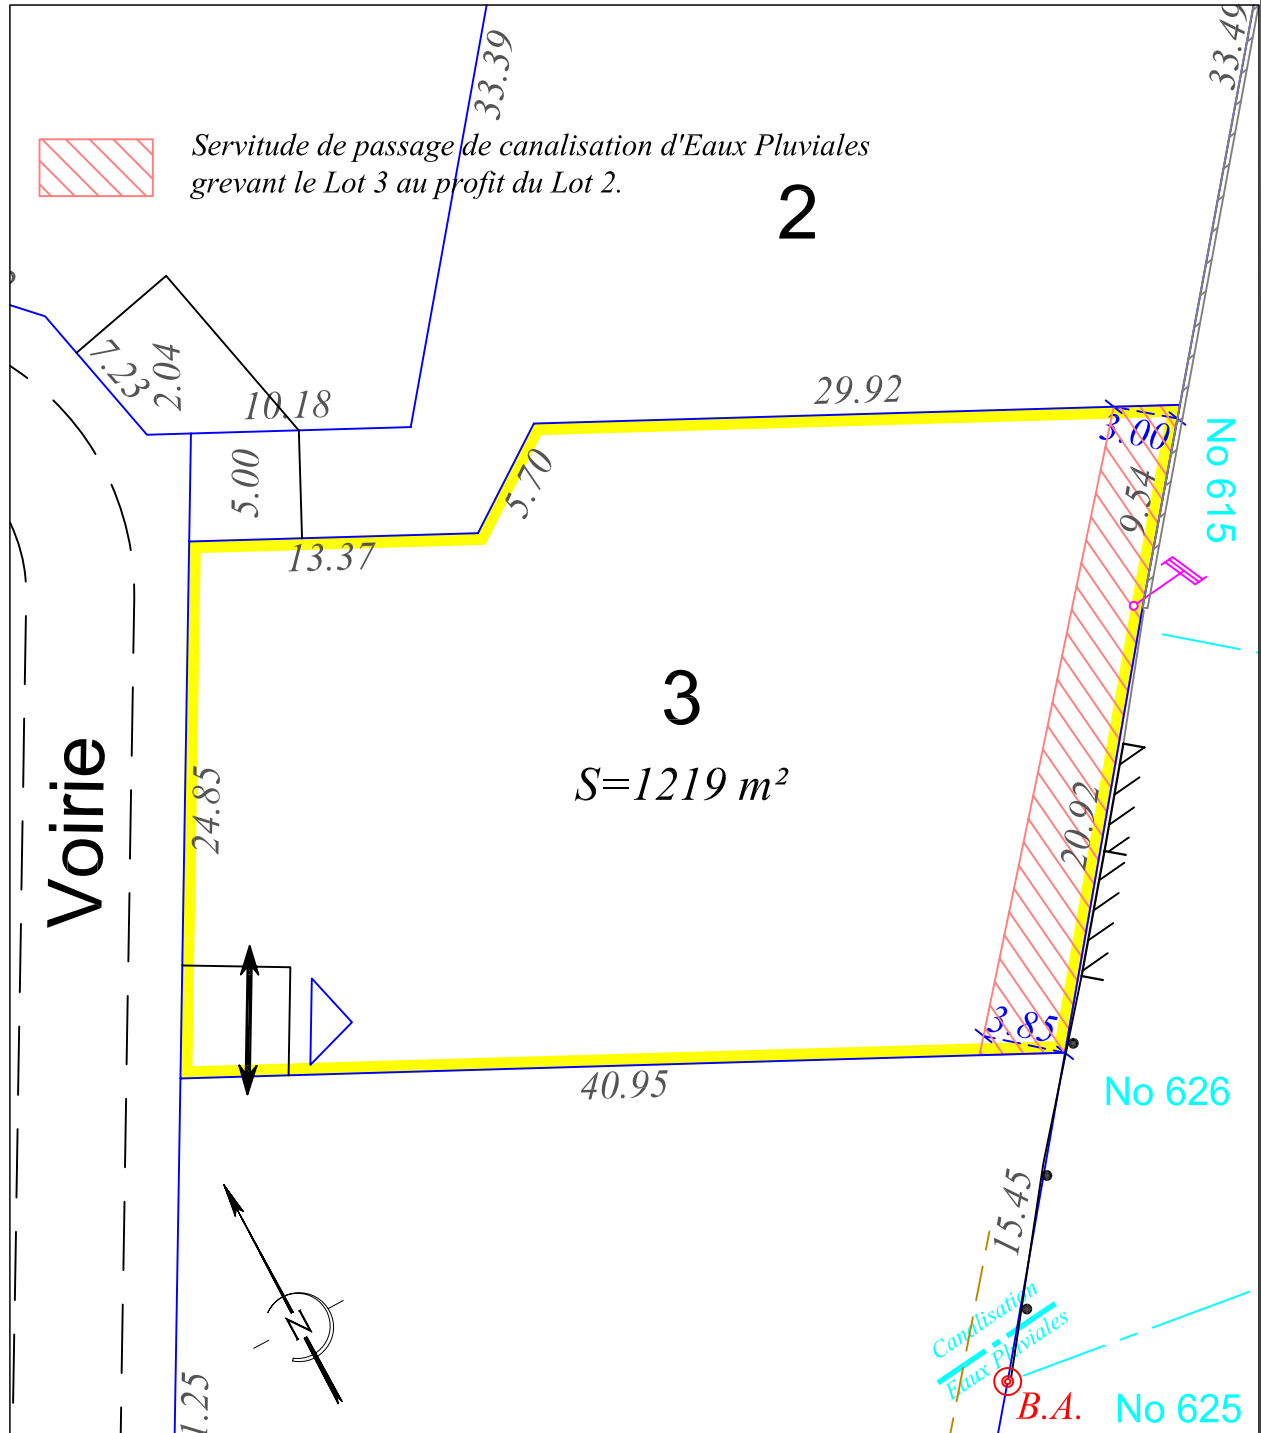 33.39
33.49
Servitude de passage de canalisation d'Eaux Pluviales
grevant le Lot 3 au profit du Lot 2.
2
7.23
2.04
10.18
29.92
3.00
5.00
5.70
13.37
9.54
No 615
3
S=1219 m²
Voirie
24.85
20.92
3.85
40.95
No 626
15.45
N
Canalisation
Eaux Pluviales
B.A.
No 625
1.25